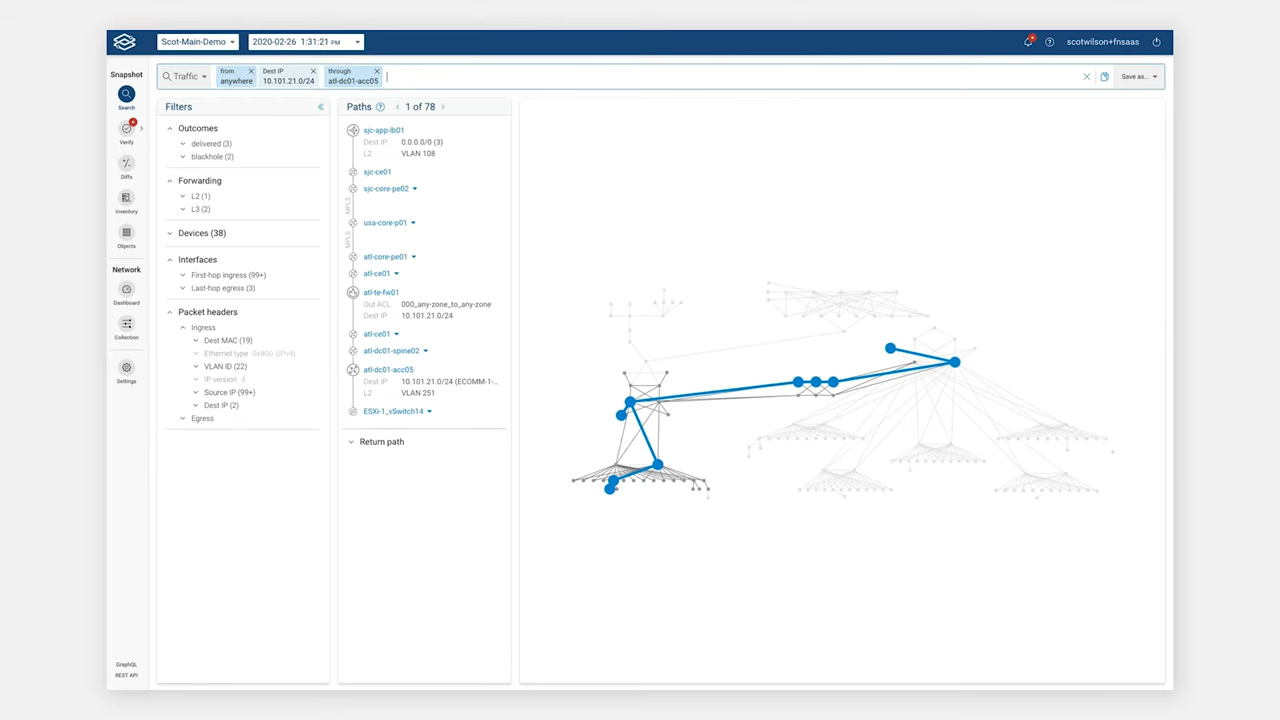 Scot-Main-Demo
2020-02-26 1:31:21 PM
scotwilson+fnsaas
Snapshot
Search
Verify
Diffs
Inventory
Objects
Network
Dashboard
Collection
Settings
GraphQL
REST API
Traffic
from
anywhere
Dest IP
10.101.21.0/24
through
atl-dc01-acc05
Save as...
Filters
Outcomes
delivered (3)
blackhole (2)
Forwarding
L2 (1)
L3 (2)
Devices (38)
Interfaces
First-hop ingress (99+)
Last-hop egress (3)
Packet headers
Ingress
Dest MAC (19)
Ethernet type 0x800 (IPv4)
VLAN ID (22)
IP version 4
Source IP (99+)
Dest IP (2)
Egress
Paths 1 of 78
sjc-app-lb01
Dest IP 0.0.0.0/0 (3)
L2 VLAN 108
sjc-ce01
sjc-core-pe02
MPLS
usa-core-p01
MPLS
atl-core-pe01
atl-ce01
atl-te-fw01
Out ACL 000_any-zone_to_any-zone
Dest IP 10.101.21.0/24
atl-ce01
atl-dc01-spine02
atl-dc01-acc05
Dest IP 10.101.21.0/24 (ECOMM-1-...
L2 VLAN 251
ESXi-1_vSwitch14
Return path